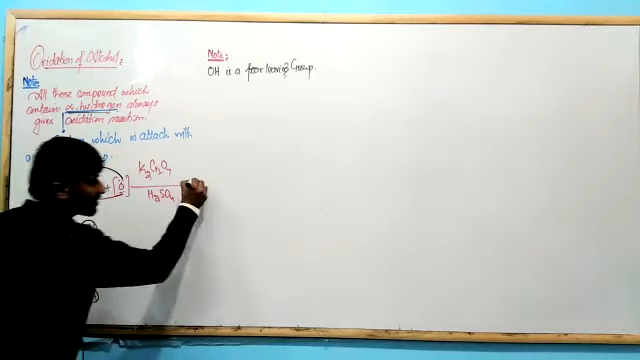 Oxidation of Alcohol:
Note:
All those compound which
contain α-hydrogen always
gives oxidation reaction.
which is attach with
a
+ [O] K2Cr2O7
H2SO4
Note:
OH is a poor leaving Group.